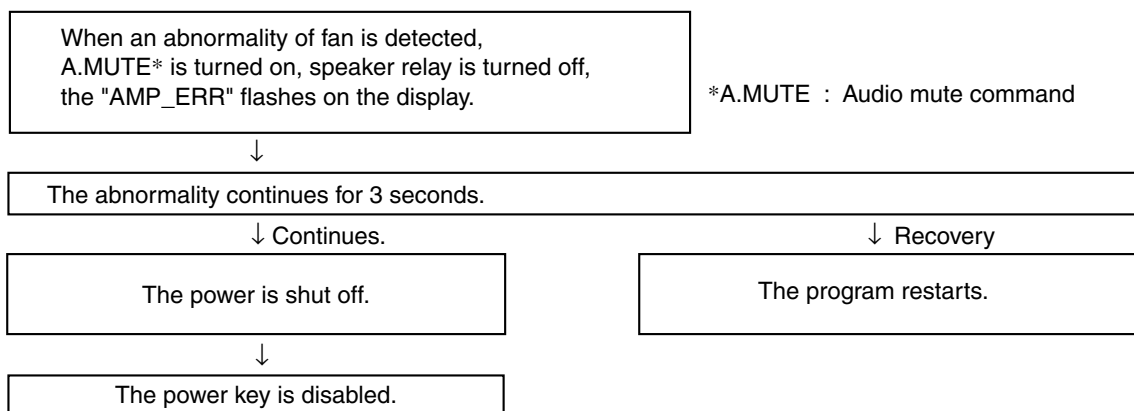 When an abnormality of fan is detected,
A.MUTE* is turned on, speaker relay is turned off,
the "AMP_ERR" flashes on the display.
*A.MUTE : Audio mute command
↓
The abnormality continues for 3 seconds.
↓ Continues.
↓ Recovery
The power is shut off.
The program restarts.
↓
The power key is disabled.